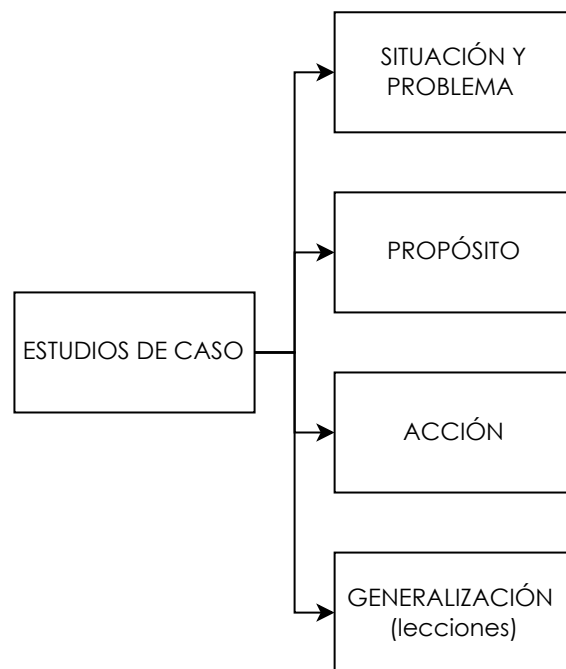 SITUACIÓN Y
PROBLEMA
PROPÓSITO
ESTUDIOS DE CASO
ACCIÓN
GENERALIZACIÓN
(lecciones)